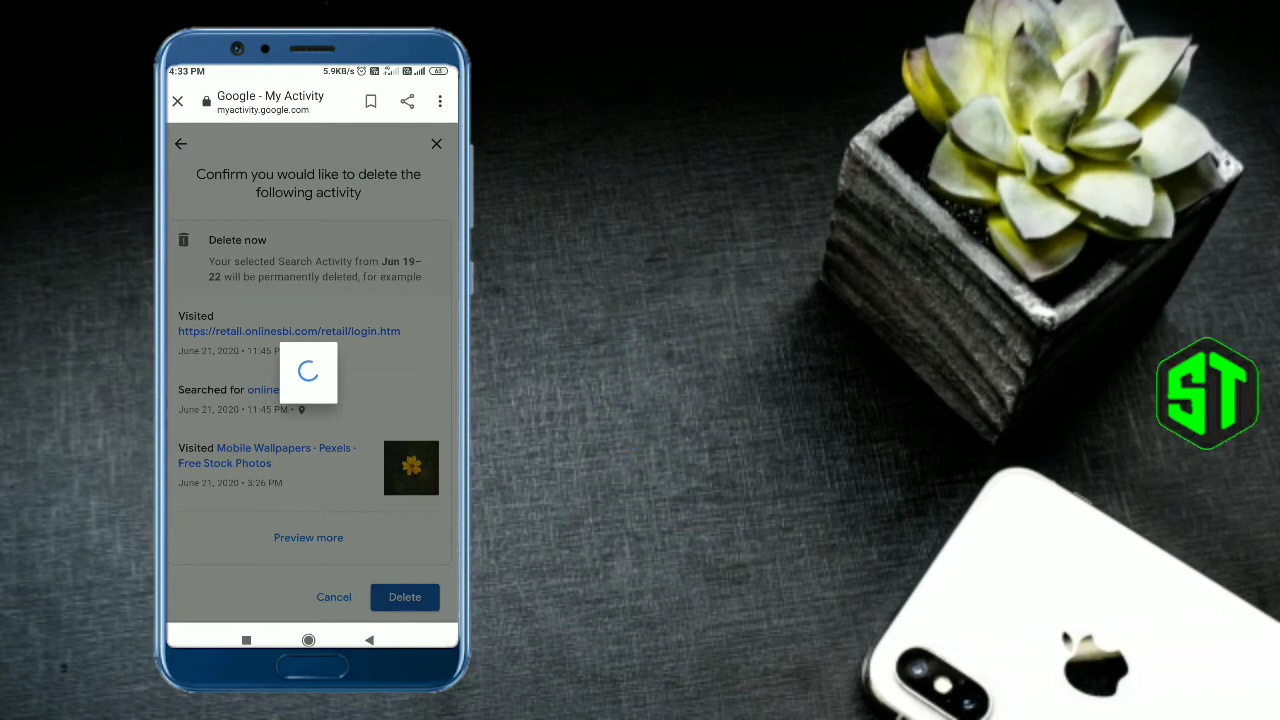 4:33 PM
5.9KB/s
63
Google - My Activity
myactivity.google.com
Confirm you would like to delete the
following activity
Delete now
Your selected Search Activity from Jun 19–
22 will be permanently deleted, for example
Visited
https://retail.onlinesbi.com/retail/login.htm
June 21, 2020 • 11:45 P
Searched for online
June 21, 2020 • 11:45 PM •
Visited Mobile Wallpapers - Pexels -
Free Stock Photos
June 21, 2020 • 3:26 PM
Preview more
Cancel
Delete
ST